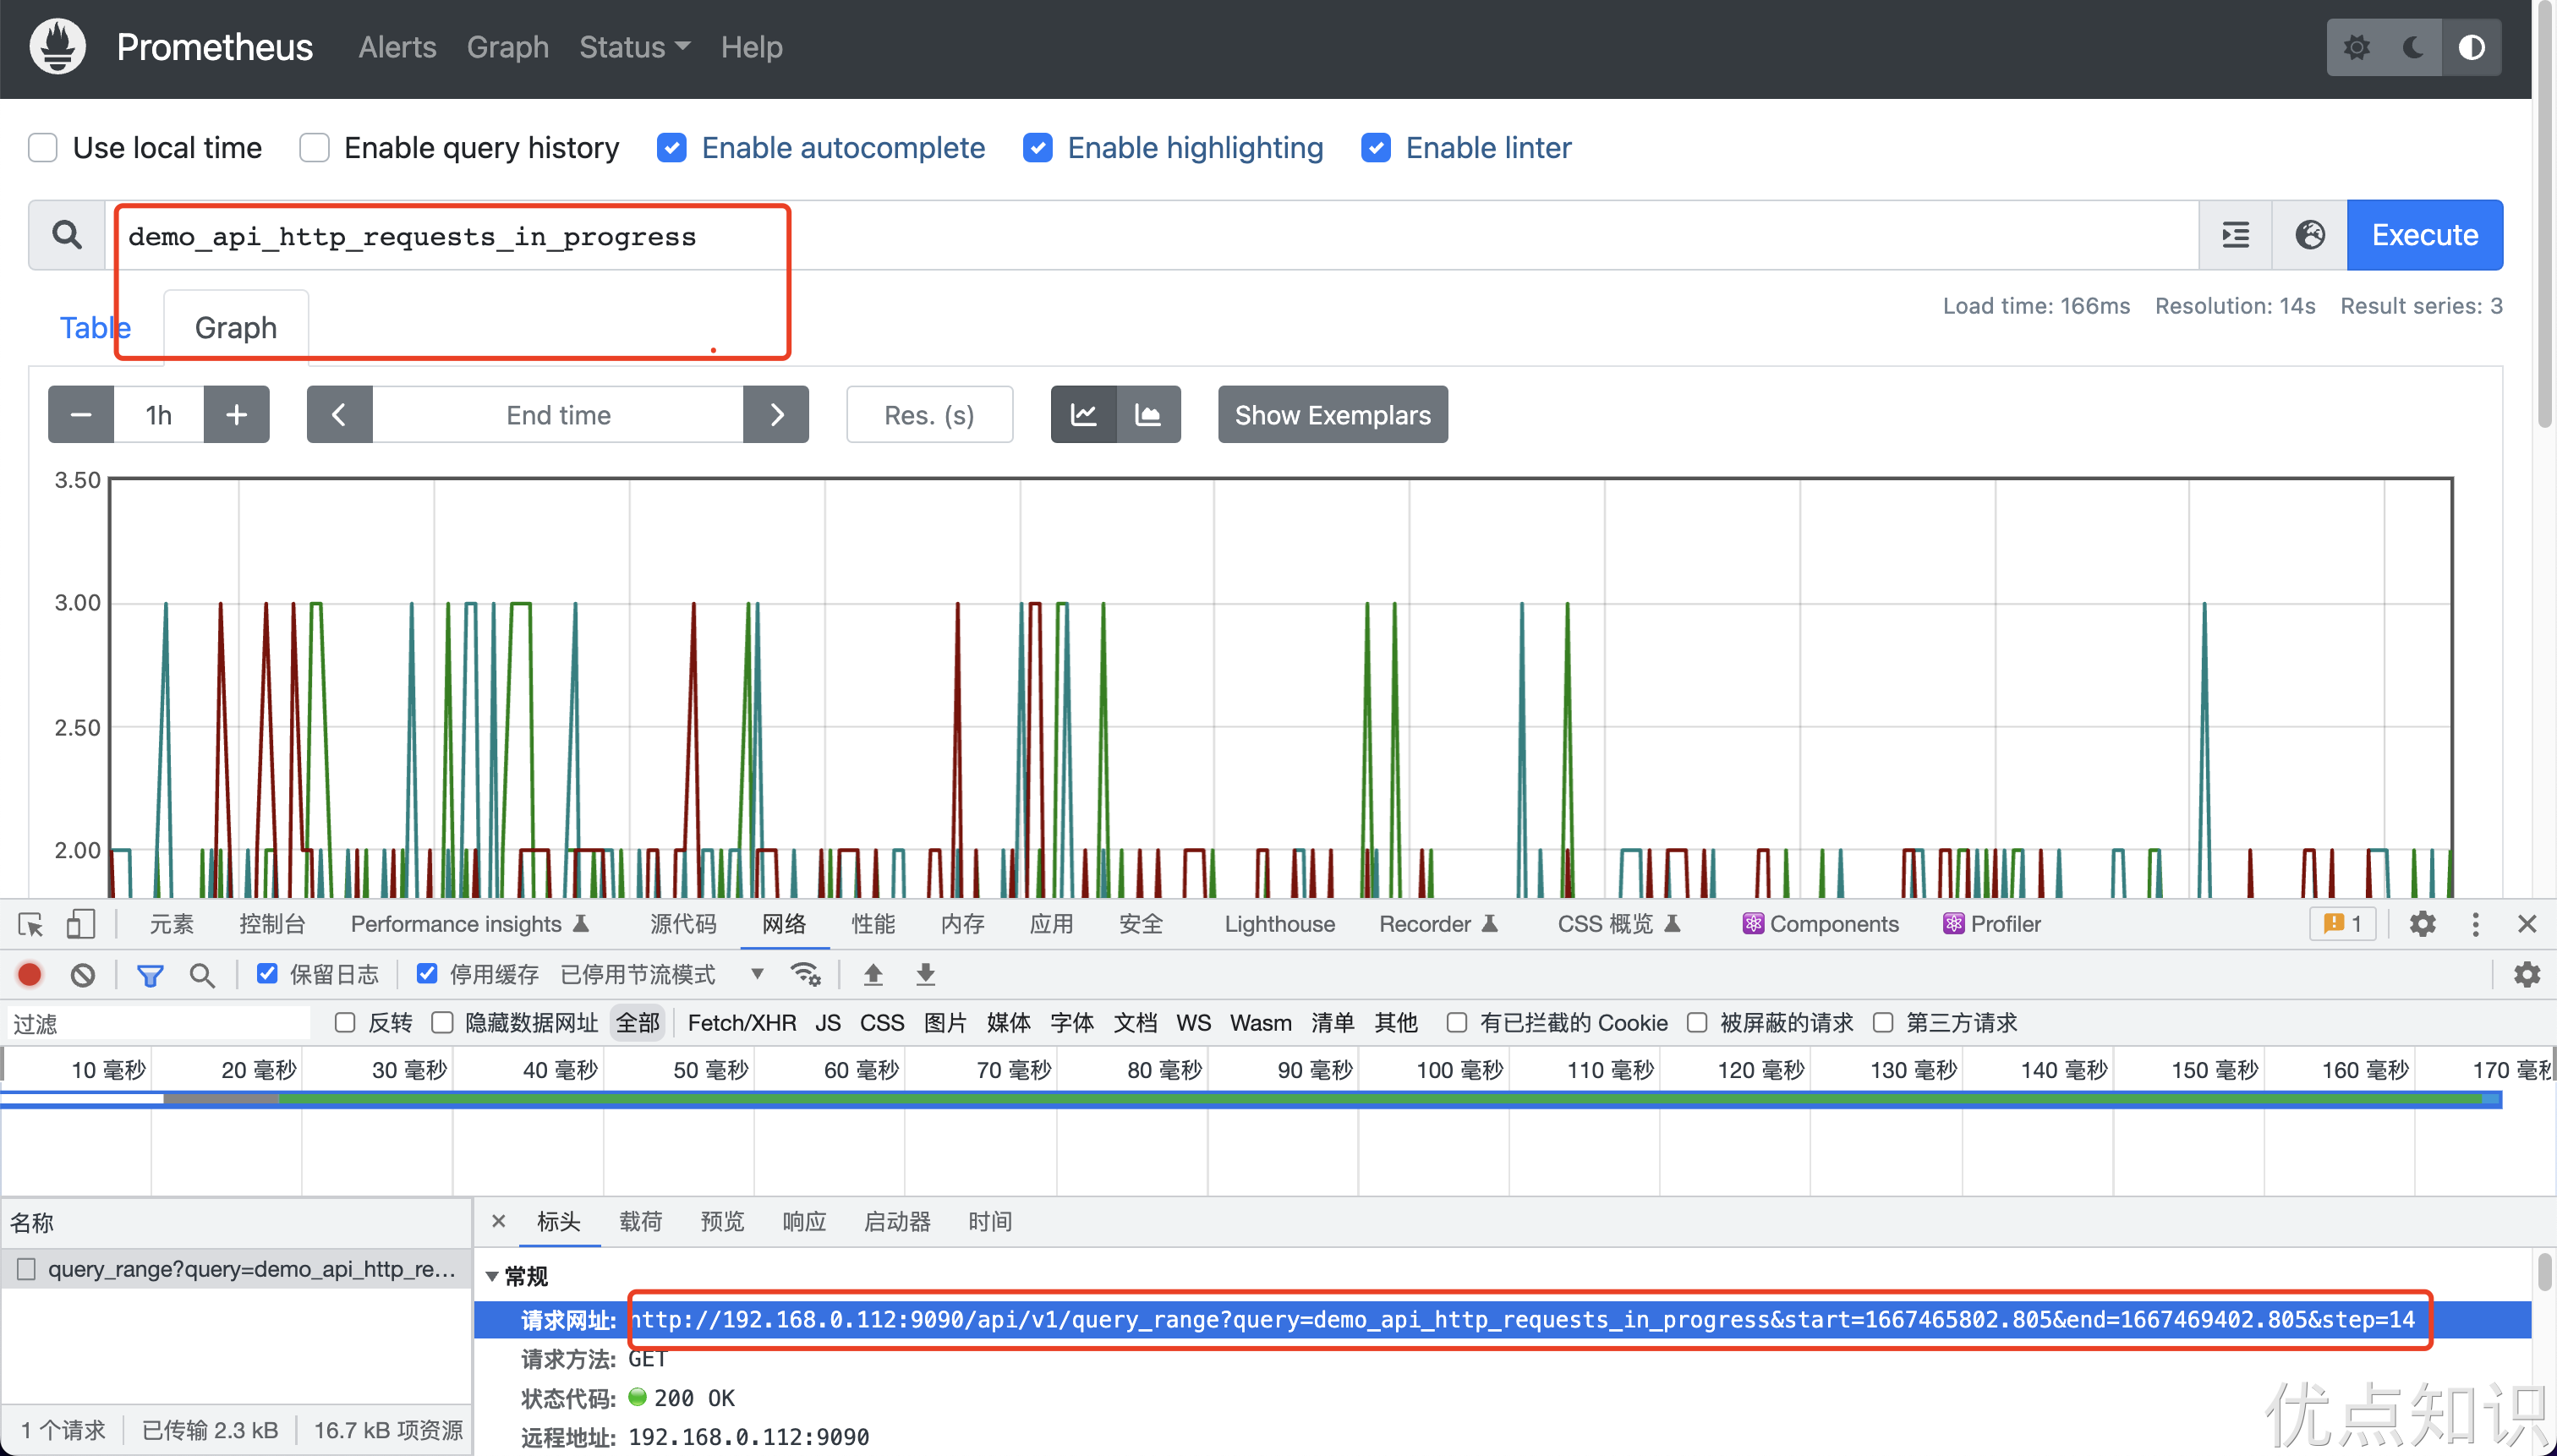 Prometheus Alerts Graph Status Help
Use local time Enable query history Enable autocomplete Enable highlighting Enable linter
demo_api_http_requests_in_progress Execute
Load time: 166ms Resolution: 14s Result series: 3
Table Graph
1h End time Res. (s) Show Exemplars
3.50
3.00
2.50
2.00
元素 控制台 Performance insights 源代码 网络 性能 内存 应用 安全 Lighthouse Recorder CSS 概览 Components Profiler 1
保留日志 停用缓存 已停用节流模式
过滤 反转 隐藏数据网址 全部 Fetch/XHR JS CSS 图片 媒体 字体 文档 WS Wasm 清单 其他 有已拦截的 Cookie 被屏蔽的请求 第三方请求
10 毫秒 20 毫秒 30 毫秒 40 毫秒 50 毫秒 60 毫秒 70 毫秒 80 毫秒 90 毫秒 100 毫秒 110 毫秒 120 毫秒 130 毫秒 140 毫秒 150 毫秒 160 毫秒 170 毫秒
名称 标头 载荷 预览 响应 启动器 时间
query_range?query=demo_api_http_re... 常规
请求网址: http://192.168.0.112:9090/api/v1/query_range?query=demo_api_http_requests_in_progress&start=1667465802.805&end=1667469402.805&step=14
请求方法: GET
状态代码: 200 OK
远程地址: 192.168.0.112:9090
1 个请求 已传输 2.3 kB 16.7 kB 项资源
优点知识